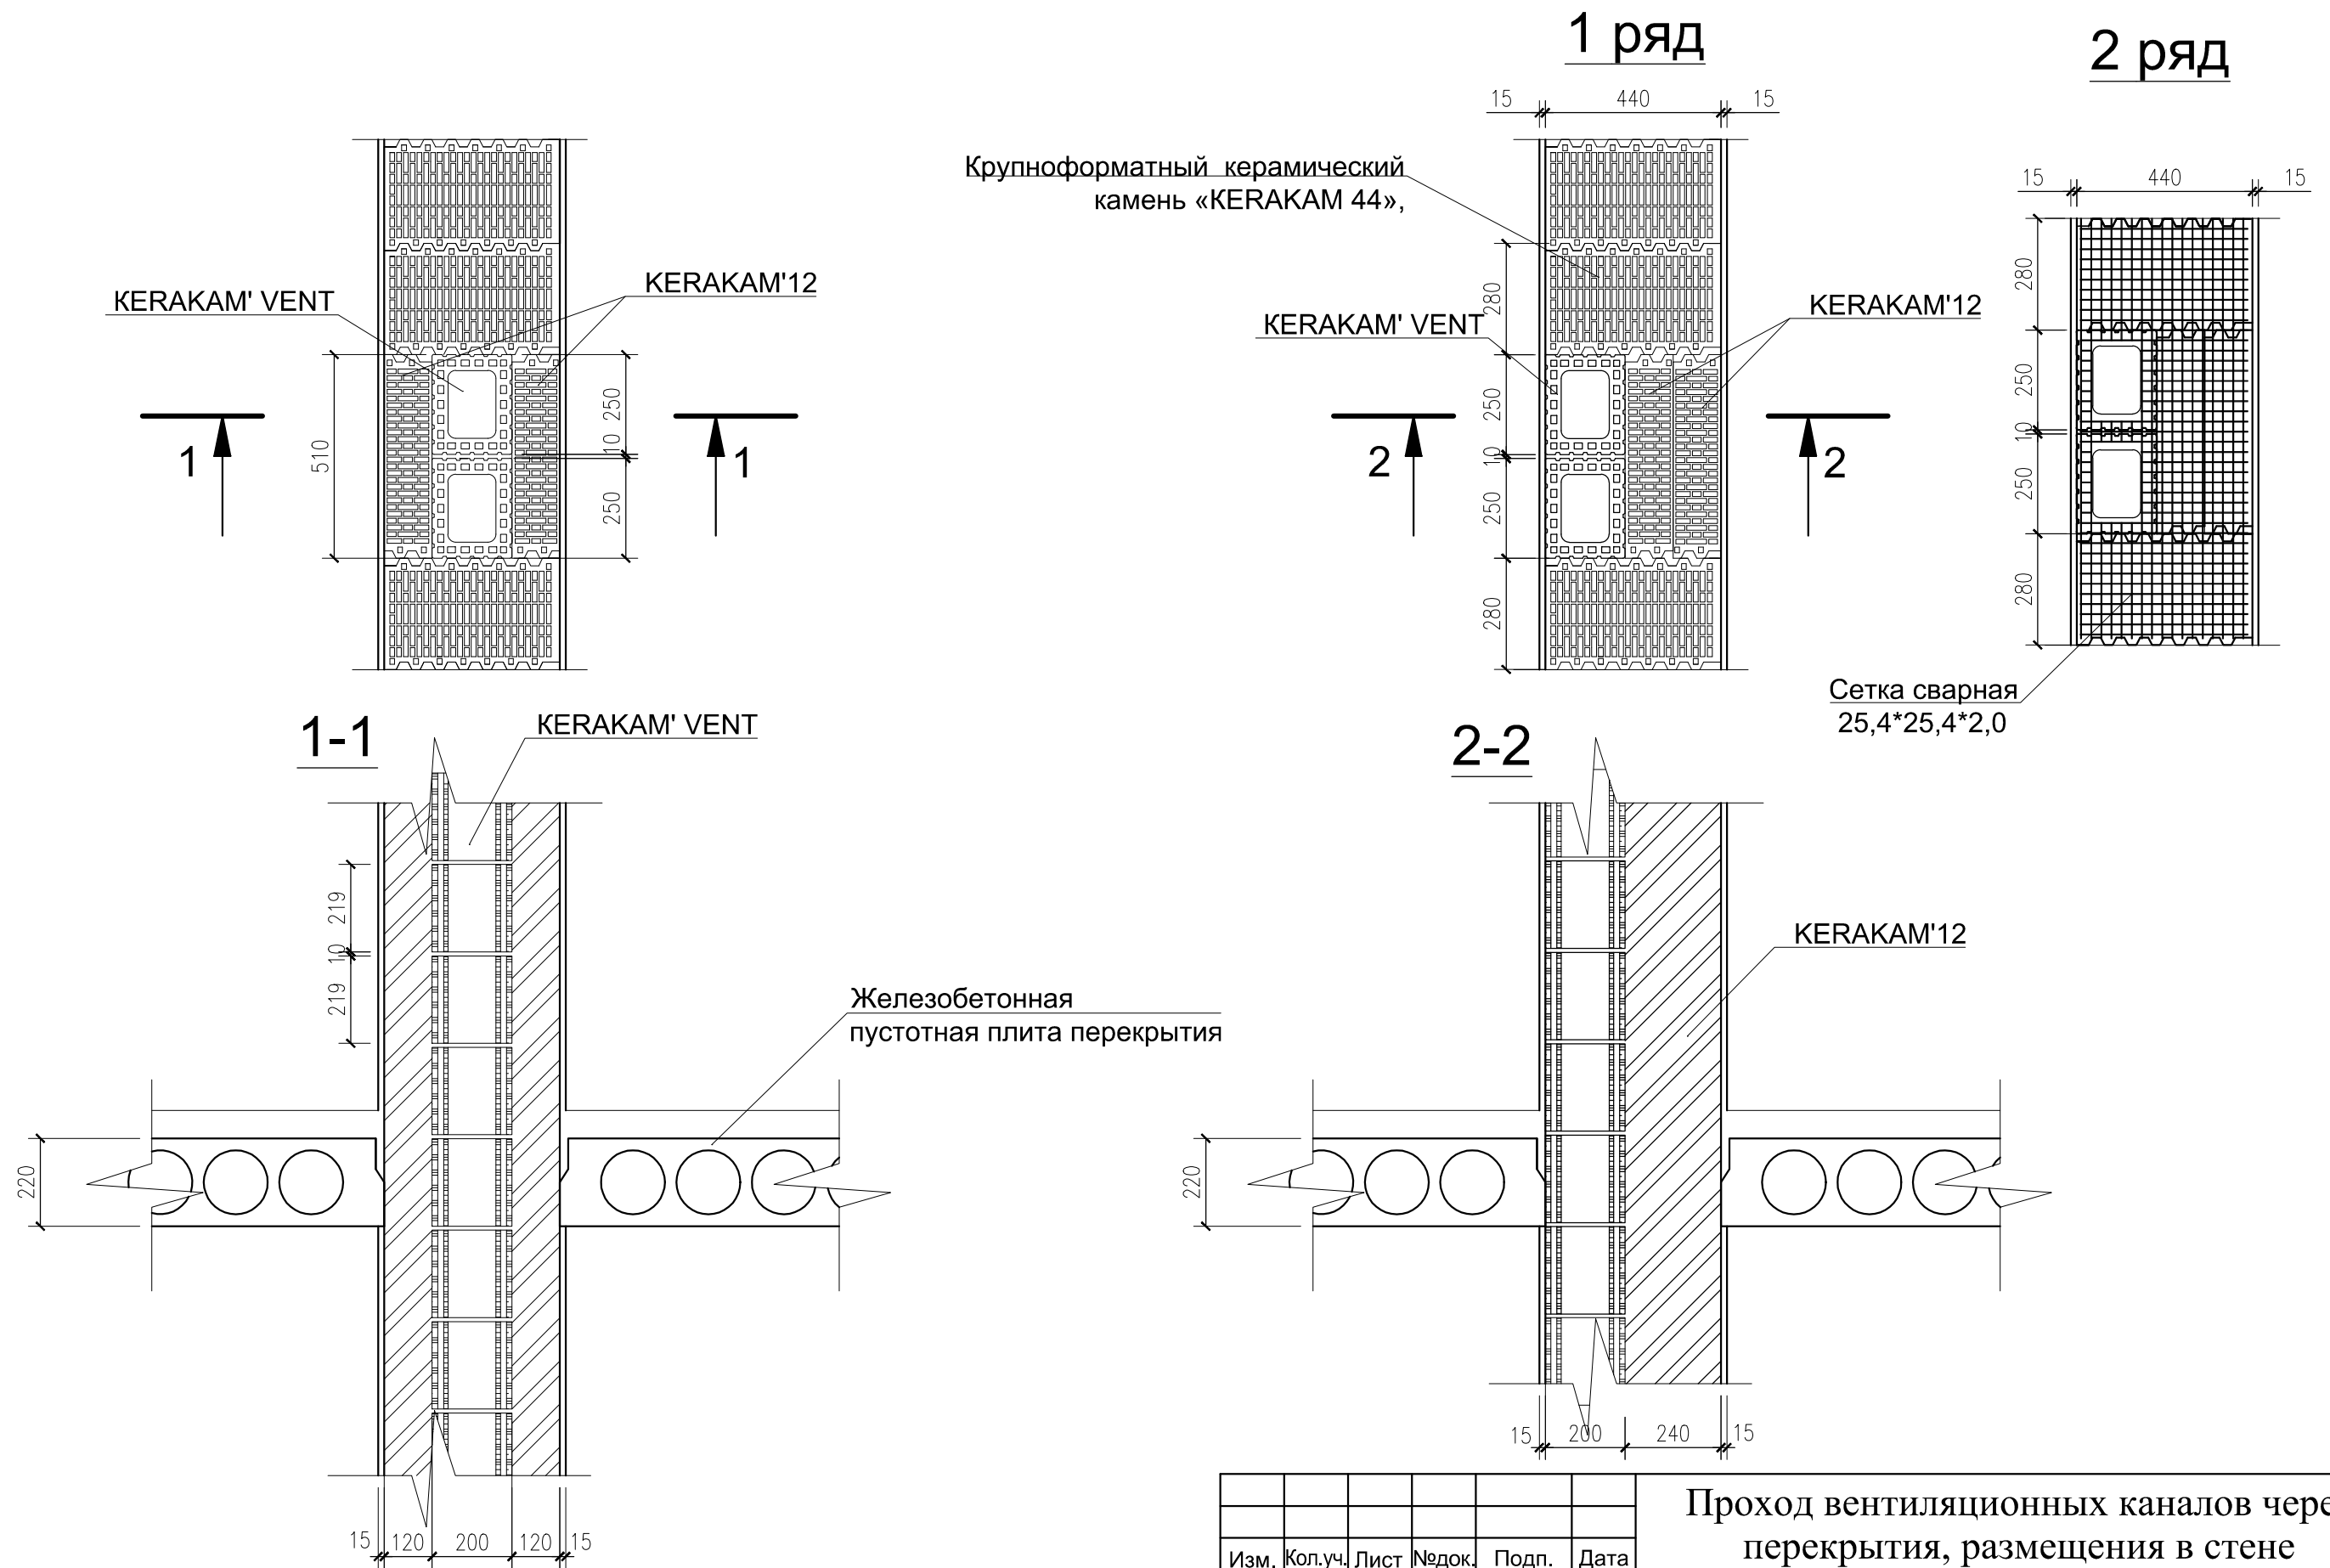 1 ряд
2 ряд
15 440 15
15 440 15
Крупноформатный керамический
камень «KERAKAM 44»,
KERAKAM' VENT
KERAKAM'12
510
250
10
250
1
1
KERAKAM' VENT
KERAKAM'12
280
250
10
250
280
2
2
280
250
10
250
280
Сетка сварная
25,4*25,4*2,0
1-1
KERAKAM' VENT
219
10
219
Железобетонная
пустотная плита перекрытия
220
15 120 200 120 15
2-2
KERAKAM'12
220
15 200 240 15
Изм. Кол.уч. Лист №док. Подп. Дата
Проход вентиляционных каналов чере
перекрытия, размещения в стене